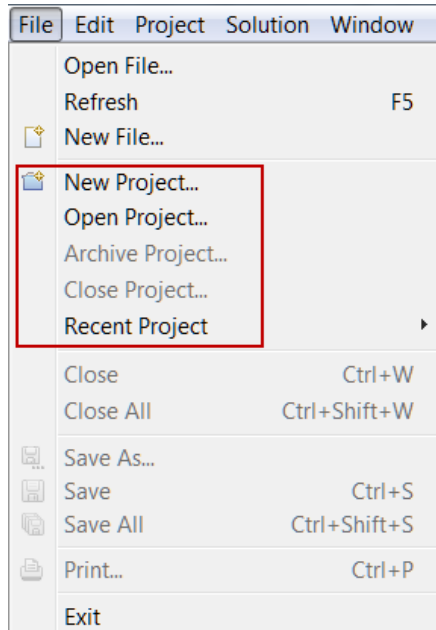 File Edit Project Solution Window
Open File...
Refresh F5
New File...
New Project...
Open Project...
Archive Project...
Close Project...
Recent Project
Close Ctrl+W
Close All Ctrl+Shift+W
Save As...
Save Ctrl+S
Save All Ctrl+Shift+S
Print... Ctrl+P
Exit